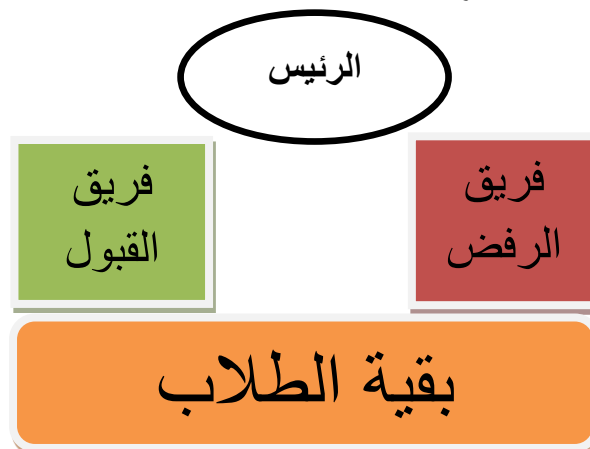 الرئيس
فريق
الرفض
فريق
القبول
بقية الطلاب